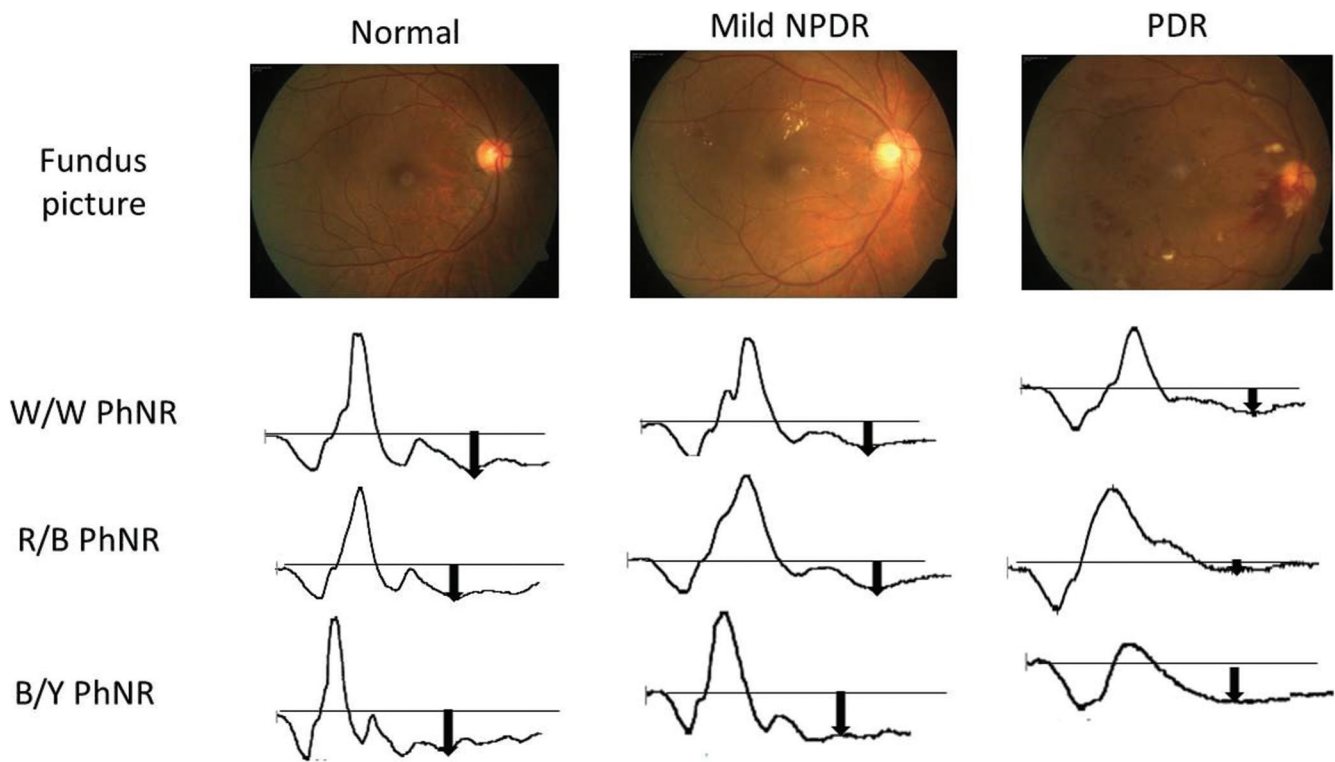 Normal
Mild NPDR
PDR
Fundus
picture
W/W PhNR
R/B PhNR
B/Y PhNR